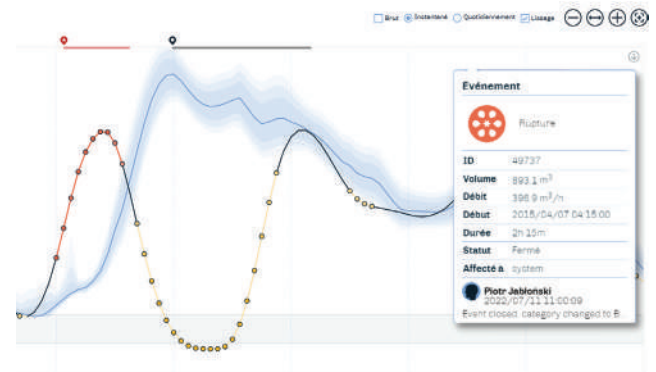 Brut Instantané Quotidiennement Lissage
Événement
Rupture
ID 49737
Volume 893.1 m³
Débit 396.9 m³/h
Début 2015/04/07 04:15:00
Durée 2h 15m
Statut Fermé
Affecté à system
Piotr Jabłoński
2022/07/11 11:00:09
Event closed, category changed to B